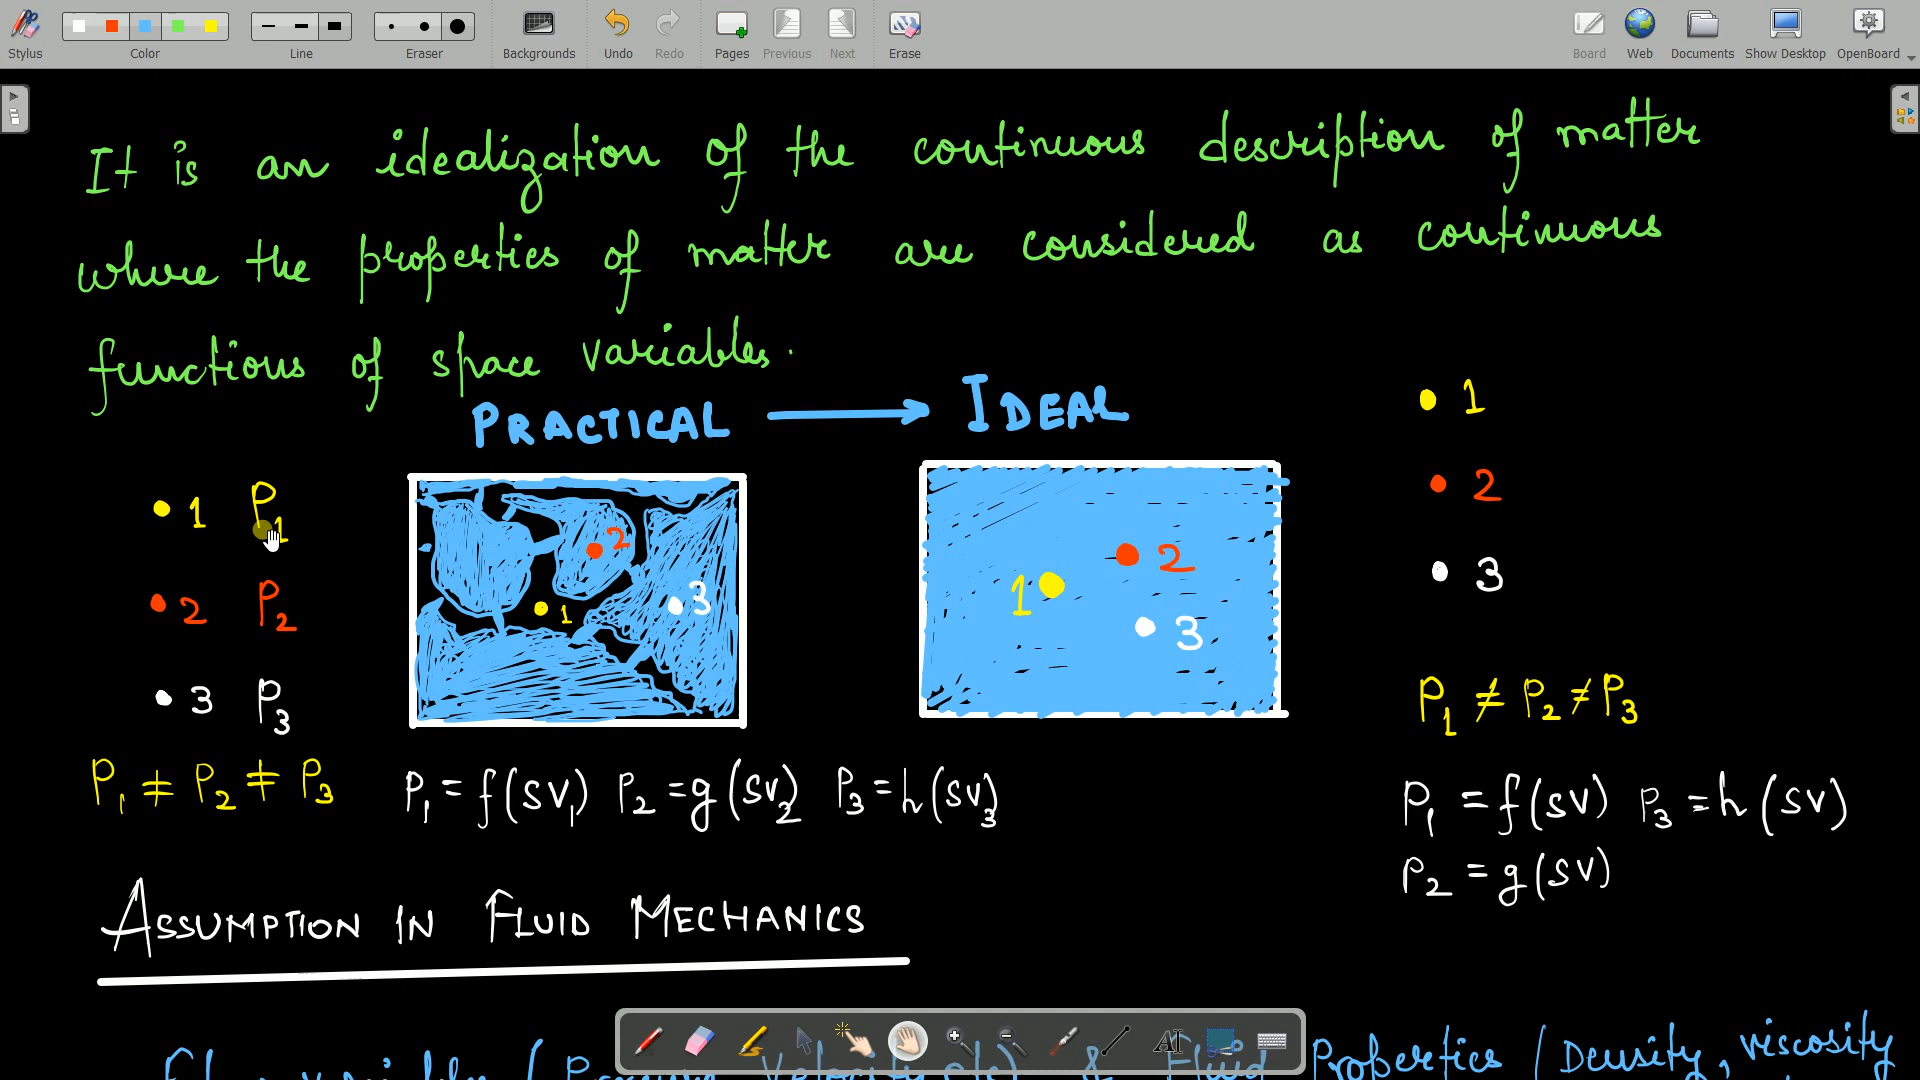 Stylus Color Line Eraser Backgrounds Undo Redo Pages Previous Next Erase Board Web Documents Show Desktop OpenBoard
It is an idealization of the continuous description of matter
where the properties of matter are considered as continuous
functions of space variables.
PRACTICAL → IDEAL
1
2
3
1 P1
2 P2
3 P3
2
1
3
1
2
3
P1 ≠ P2 ≠ P3
P1 ≠ P2 ≠ P3
P1 = f(SV1) P2 = g(SV2) P3 = h(SV3)
P1 = f(SV) P3 = h(SV)
P2 = g(SV)
ASSUMPTION IN FLUID MECHANICS
& Fluid Properties (Density, viscosity